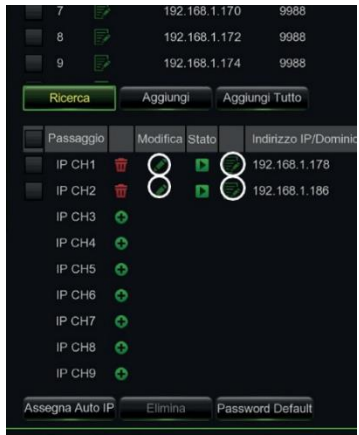 7 192.168.1.170 9988
8 192.168.1.172 9988
9 192.168.1.174 9988
Ricerca Aggiungi Aggiungi Tutto
Passaggio Modifica Stato Indirizzo IP/Dominio
IP CH1 192.168.1.178
IP CH2 192.168.1.186
IP CH3
IP CH4
IP CH5
IP CH6
IP CH7
IP CH8
IP CH9
Assegna Auto IP Elimina Password Default